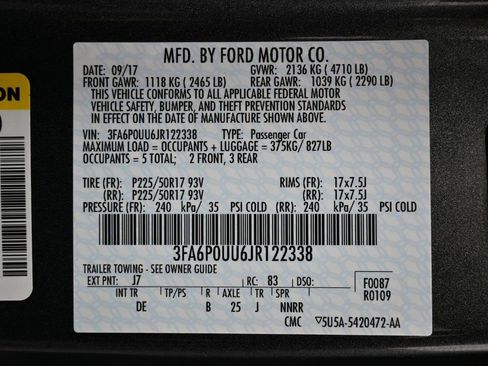 MFD. BY FORD MOTOR CO.
DATE: 09/17 GVWR: 2136 KG ( 4710 LB)
FRONT GAWR: 1118 KG ( 2465 LB) REAR GAWR: 1039 KG ( 2290 LB)
THIS VEHICLE CONFORMS TO ALL APPLICABLE FEDERAL MOTOR
VEHICLE SAFETY, BUMPER, AND THEFT PREVENTION STANDARDS
IN EFFECT ON THE DATE OF MANUFACTURE SHOWN ABOVE.
VIN: 3FA6P0UU6JR122338 TYPE: Passenger Car
MAXIMUM LOAD = OCCUPANTS + LUGGAGE = 375KG/ 827LB
OCCUPANTS = 5 TOTAL; 2 FRONT, 3 REAR
TIRE (FR): P225/50R17 93V RIMS (FR): 17x7.5J
(RR): P225/50R17 93V (RR): 17x7.5J
PRESSURE (FR): 240 kPa/ 35 PSI COLD (RR): 240 kPa/ 35 PSI COLD
3FA6P0UU6JR122338
TRAILER TOWING - SEE OWNER GUIDE
EXT PNT: J7 RC: 83 DSO: F0087
R0109
INT TR TP/PS R AXLE TR SPR
DE B 25 J NNRR
CMC ▽5U5A-5420472-AA
ON